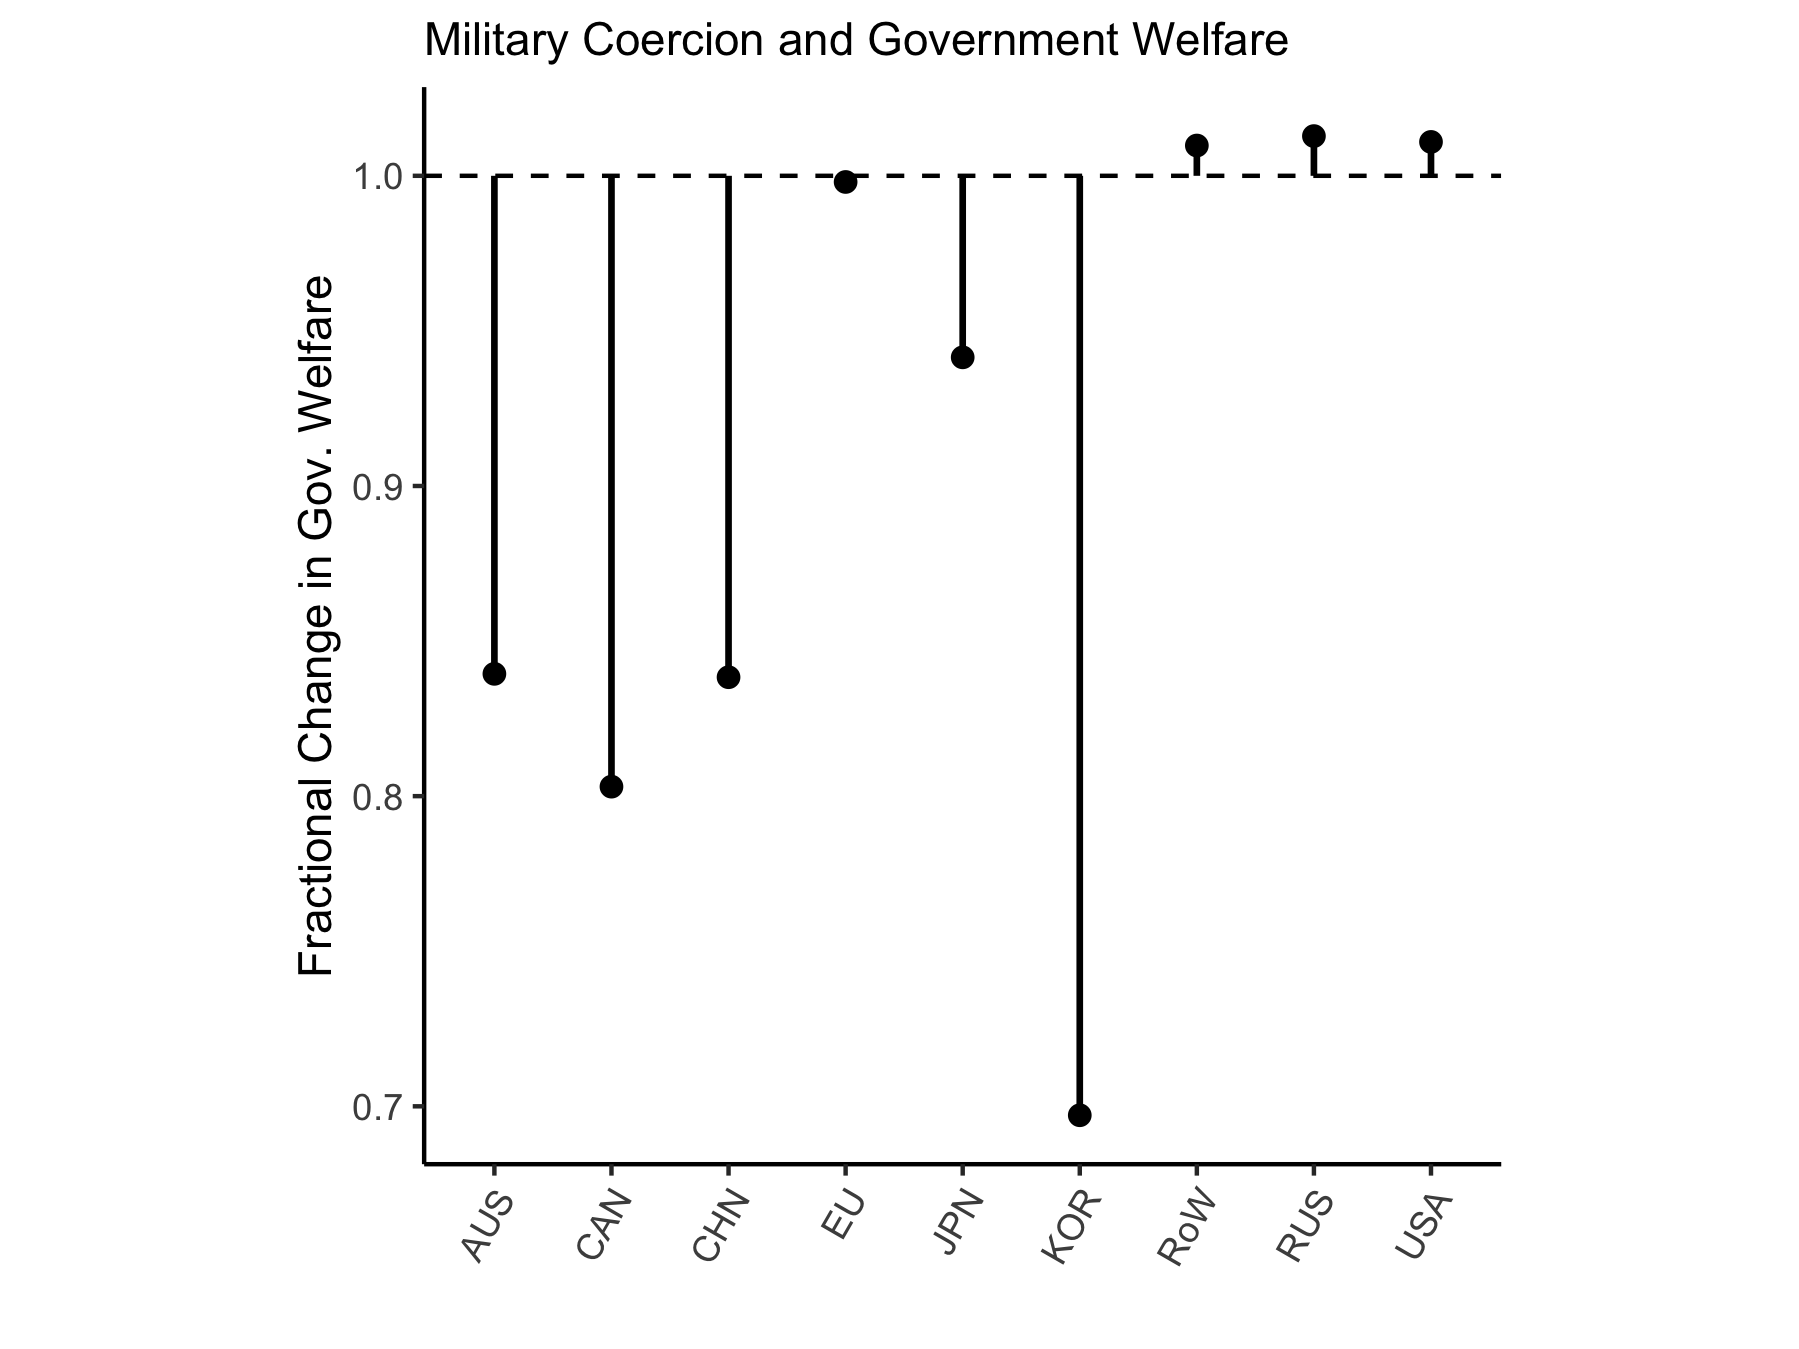 Military Coercion and Government Welfare
Fractional Change in Gov. Welfare
1.0
0.9
0.8
0.7
AUS
CAN
CHN
EU
JPN
KOR
RoW
RUS
USA